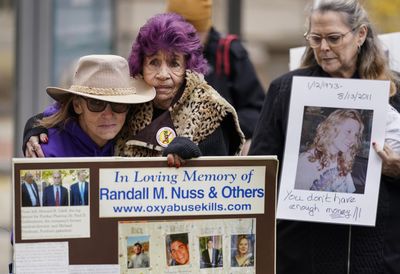 1/12/1973 -
8/13/2011
In Loving Memory of
Randall M. Nuss & Others
www.oxyabusekills.com
You don't have
enough money!!!